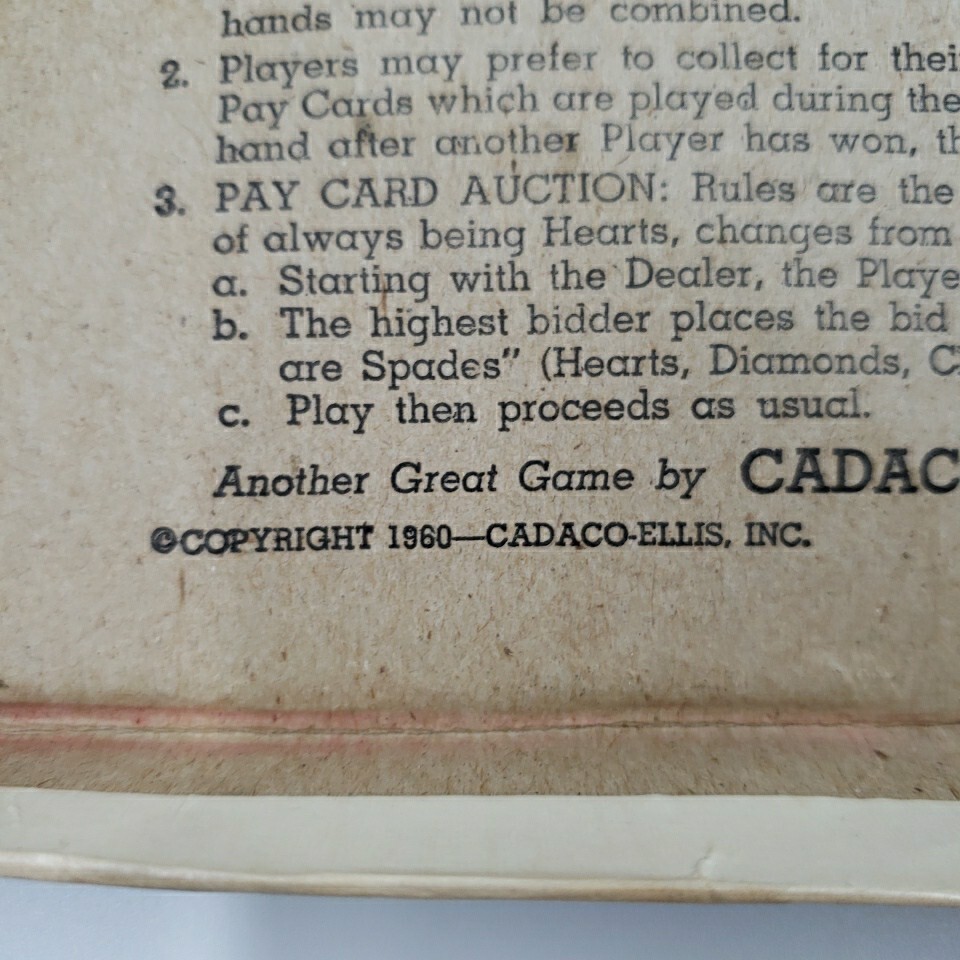 hands may not be combined.
2. Players may prefer to collect for thei
Pay Cards which are played during the
hand after another Player has won, th
3. PAY CARD AUCTION: Rules are the
of always being Hearts, changes from
a. Starting with the Dealer, the Playe
b. The highest bidder places the bid
are Spades" (Hearts, Diamonds, C
c. Play then proceeds as usual.
Another Great Game by CADAC
©COPYRIGHT 1960—CADACO-ELLIS, INC.